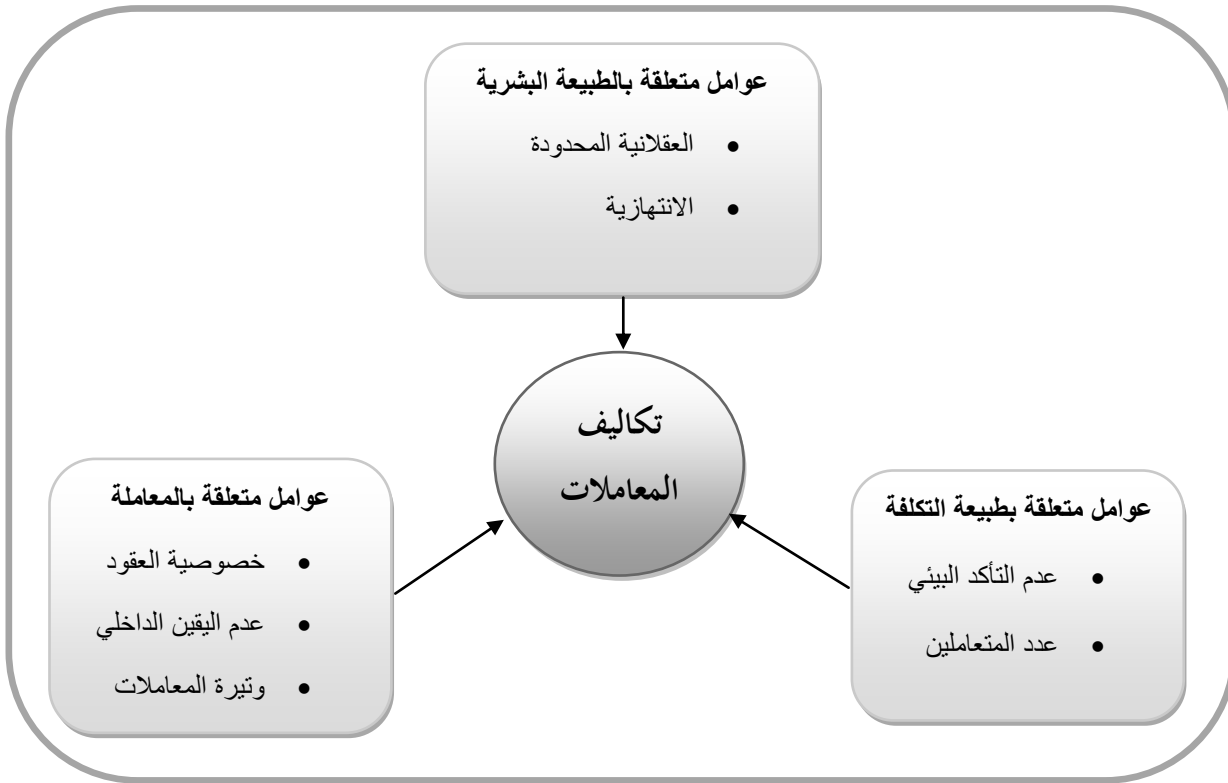 عوامل متعلقة بالطبيعة البشرية
• العقلانية المحدودة
• الانتهازية
تكاليف
المعاملات
عوامل متعلقة بطبيعة التكلفة
• عدم التأكد البيئي
• عدد المتعاملين
عوامل متعلقة بالمعاملة
• خصوصية العقود
• عدم اليقين الداخلي
• وتيرة المعاملات